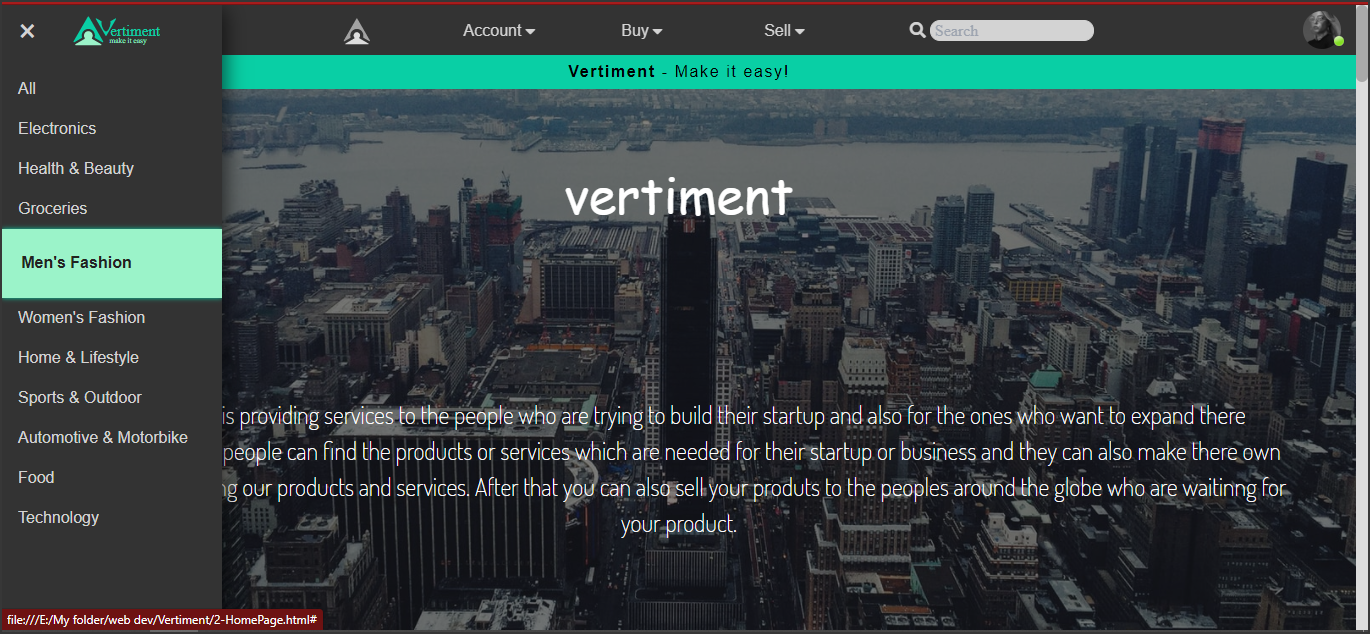 Vertiment
make it easy
Account
Buy
Sell
Search
Vertiment - Make it easy!
All
Electronics
Health & Beauty
Groceries
Men's Fashion
Women's Fashion
Home & Lifestyle
Sports & Outdoor
Automotive & Motorbike
Food
Technology
vertiment
is providing services to the people who are trying to build their startup and also for the ones who want to expand there
people can find the products or services which are needed for their startup or business and they can also make there own
our products and services. After that you can also sell your produts to the peoples around the globe who are waitinng for
your product.
file:///E:/My folder/web dev/Vertiment/2-HomePage.html#